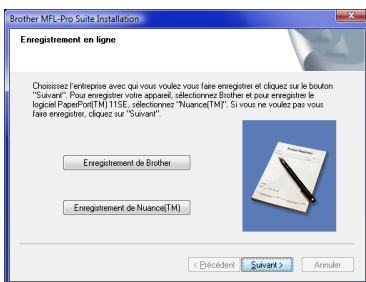 Brother MFL-Pro Suite Installation
Enregistrement en ligne
Choisissez l'entreprise avec qui vous voulez vous faire enregistrer et cliquez sur le bouton
"Suivant". Pour enregistrer votre appareil, sélectionnez Brother et pour enregistrer le
logiciel PaperPort(TM) 11SE, sélectionnez "Nuance(TM)". Si vous ne voulez pas vous
faire enregistrer, cliquez sur "Suivant".
Enregistrement de Brother
Enregistrement de Nuance(TM)
< Précédent
Suivant >
Annuler